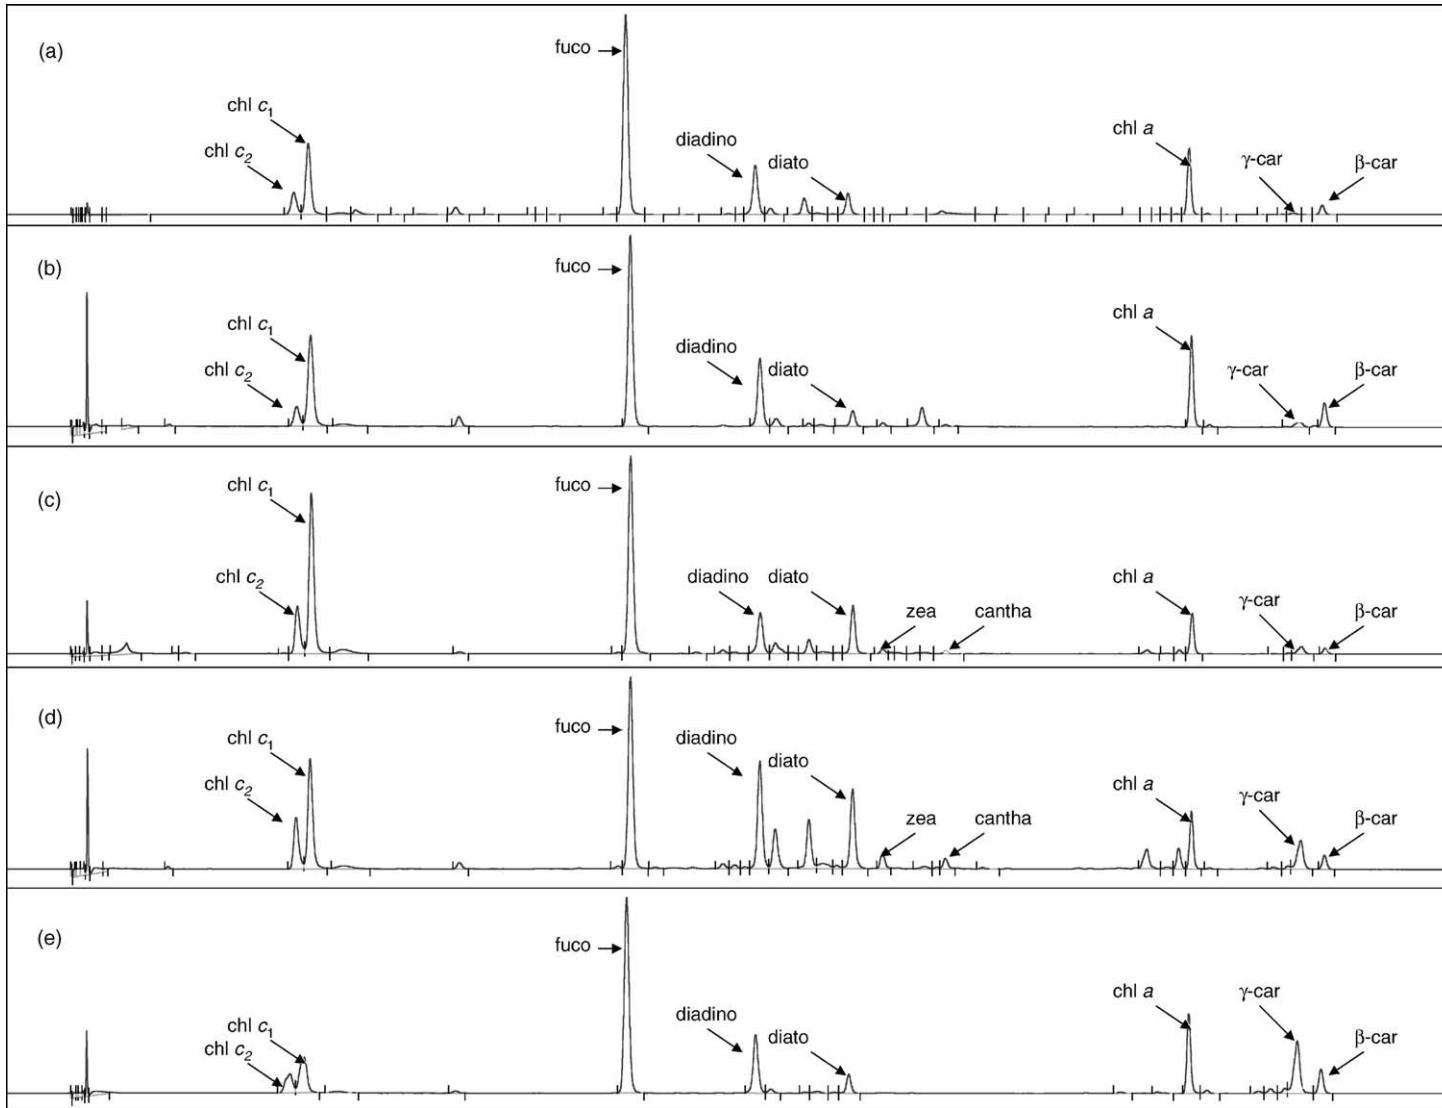 (a)
fuco
chl c₁
chl c₂
diadino
diato
chl a
γ-car
β-car
(b)
fuco
chl c₁
chl c₂
diadino
diato
chl a
γ-car
β-car
(c)
chl c₁
fuco
chl c₂
diadino
diato
zea
cantha
chl a
γ-car
β-car
(d)
fuco
chl c₁
chl c₂
diadino
diato
zea
cantha
chl a
γ-car
β-car
(e)
fuco
chl c₁
chl c₂
diadino
diato
chl a
γ-car
β-car